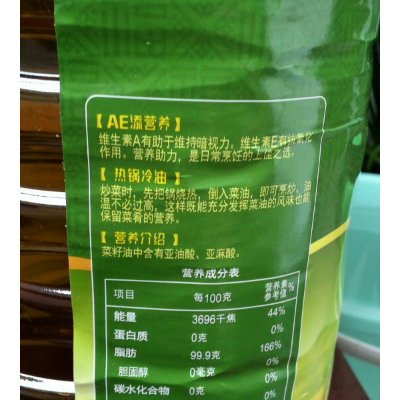 【AE添营养】
维生素A有助于维持暗视力。维生素E有抗氧化
作用。营养助力，是日常烹饪的上佳之选。
【热锅冷油】
炒菜时，先把锅烧热，倒入菜油，即可烹炒，油
温不必过高，这样既能充分发挥菜油的风味也能
保留菜肴的营养。
【营养介绍】
菜籽油中含有亚油酸、亚麻酸。
营养成分表
项目 每100克 营养素参考值%
能量 3696千焦 44%
蛋白质 0克 0%
脂肪 99.9克 166%
胆固醇 0毫克 0%
碳水化合物 0克 0%